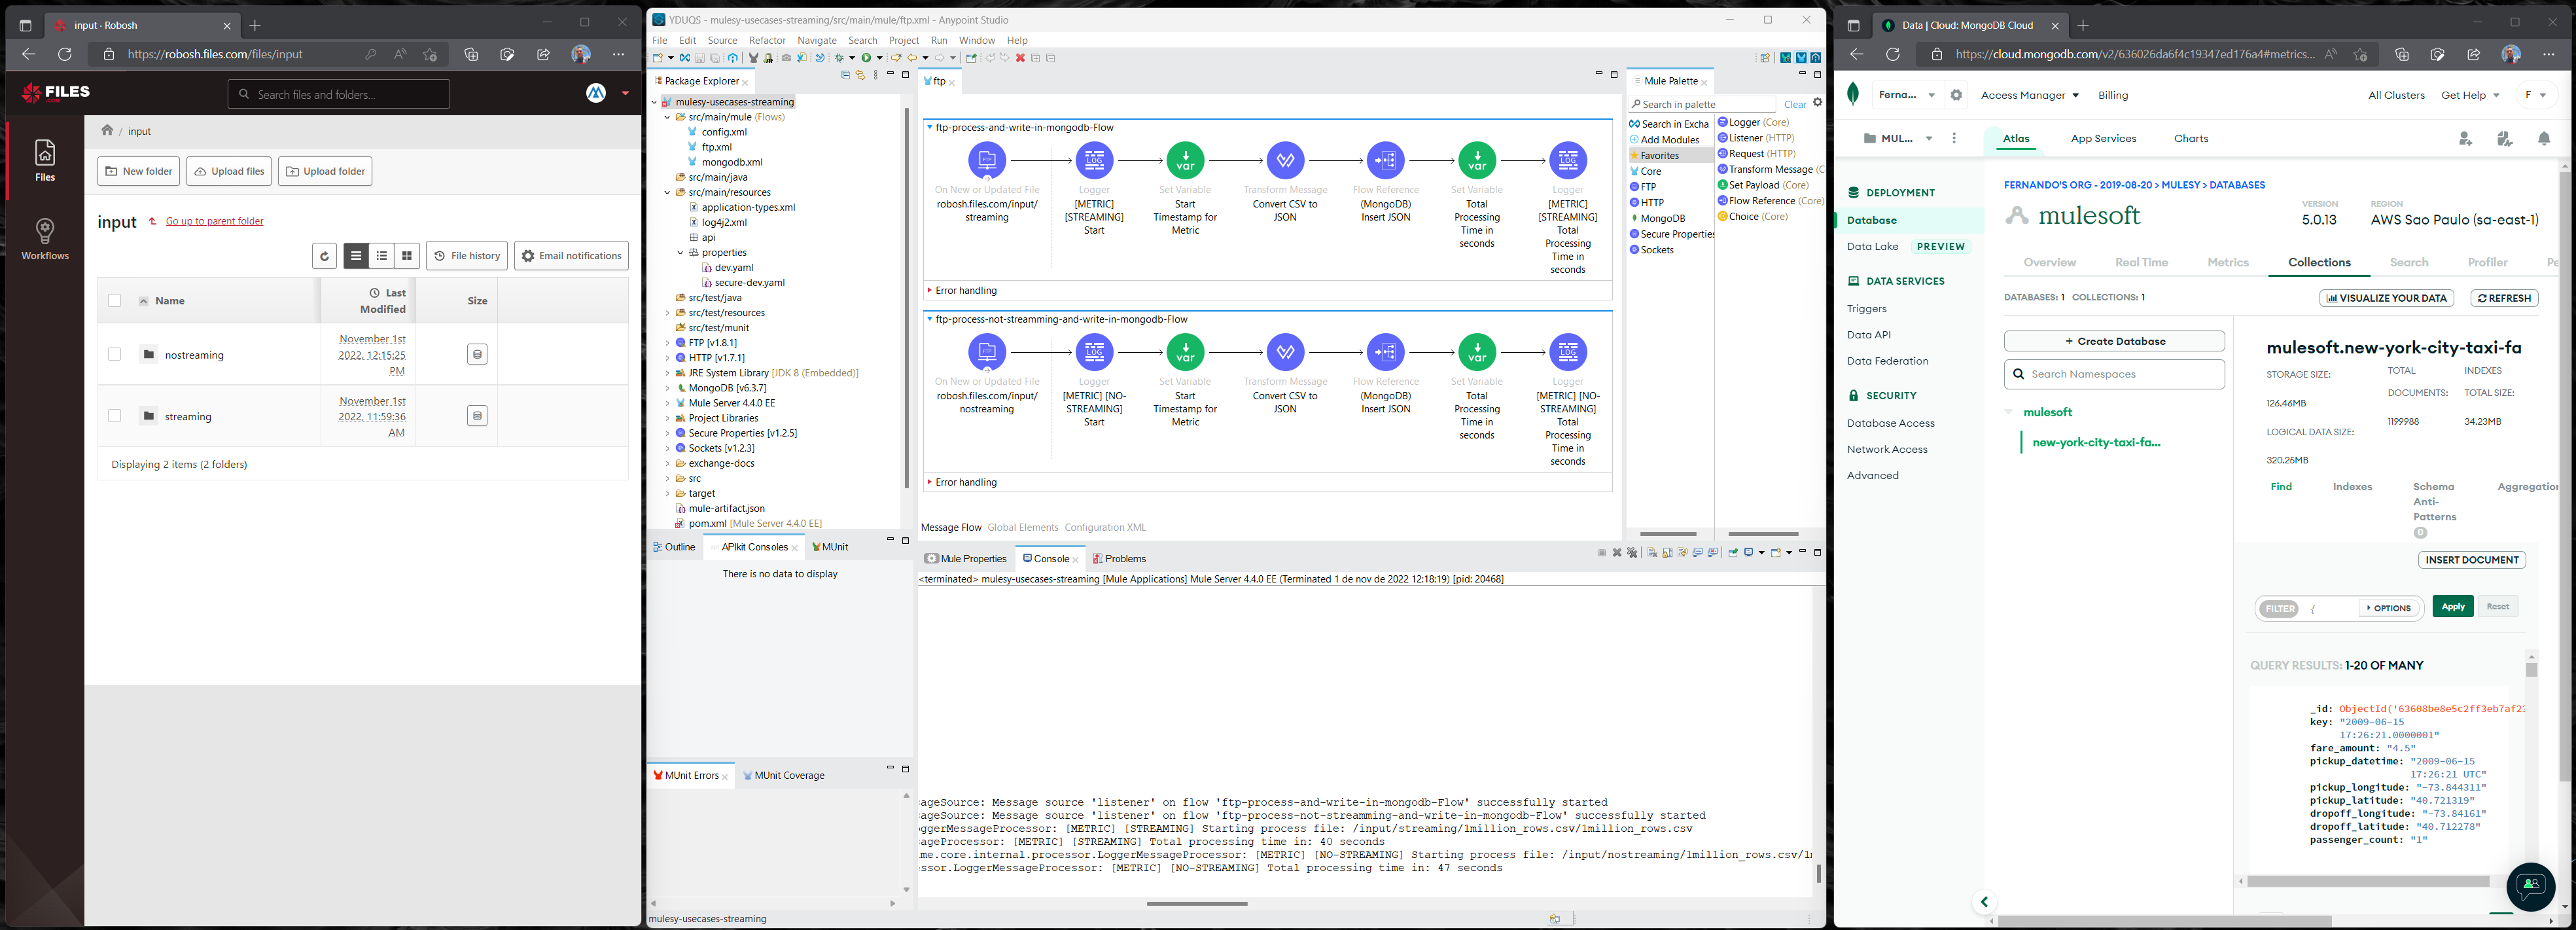 input - Robosh
https://robosh.files.com/files/input
FILES
.COM
Search files and folders...
Files
Workflows
/ input
New folder
Upload files
Upload folder
input
Go up to parent folder
File history
Email notifications
Name
Last Modified
Size
nostreaming
November 1st 2022, 12:15:25 PM
streaming
November 1st 2022, 11:59:36 AM
Displaying 2 items (2 folders)
YDUQS - mulesy-usecases-streaming/src/main/mule/ftp.xml - Anypoint Studio
File Edit Source Refactor Navigate Search Project Run Window Help
Package Explorer
mulesy-usecases-streaming
src/main/mule (Flows)
config.xml
ftp.xml
mongodb.xml
src/main/java
src/main/resources
application-types.xml
log4j2.xml
api
properties
dev.yaml
secure-dev.yaml
src/test/java
src/test/resources
src/test/munit
FTP [v1.8.1]
HTTP [v1.7.1]
JRE System Library [JDK 8 (Embedded)]
MongoDB [v6.3.7]
Mule Server 4.4.0 EE
Project Libraries
Secure Properties [v1.2.5]
Sockets [v1.2.3]
exchange-docs
src
target
mule-artifact.json
pom.xml [Mule Server 4.4.0 EE]
Outline
APIkit Consoles
MUnit
There is no data to display
MUnit Errors
MUnit Coverage
mulesy-usecases-streaming
ftp
ftp-process-and-write-in-mongodb-Flow
FTP
LOG
var
var
LOG
On New or Updated File
robosh.files.com/input/streaming
Logger
[METRIC] [STREAMING] Start
Set Variable
Start Timestamp for Metric
Transform Message
Convert CSV to JSON
Flow Reference
(MongoDB) Insert JSON
Set Variable
Total Processing Time in seconds
Logger
[METRIC] [STREAMING] Total Processing Time in seconds
Error handling
ftp-process-not-streamming-and-write-in-mongodb-Flow
FTP
LOG
var
var
LOG
On New or Updated File
robosh.files.com/input/nostreaming
Logger
[METRIC] [NO-STREAMING] Start
Set Variable
Start Timestamp for Metric
Transform Message
Convert CSV to JSON
Flow Reference
(MongoDB) Insert JSON
Set Variable
Total Processing Time in seconds
Logger
[METRIC] [NO-STREAMING] Total Processing Time in seconds
Error handling
Message Flow Global Elements Configuration XML
Mule Palette
Search in palette
Clear
Search in Excha
Add Modules
Favorites
Core
FTP
HTTP
MongoDB
Secure Properties
Sockets
Logger (Core)
Listener (HTTP)
Request (HTTP)
Transform Message (C
Set Payload (Core)
Flow Reference (Core)
Choice (Core)
Mule Properties
Console
Problems
<terminated> mulesy-usecases-streaming [Mule Applications] Mule Server 4.4.0 EE (Terminated 1 de nov de 2022 12:18:19) [pid: 20468]
ageSource: Message source 'listener' on flow 'ftp-process-and-write-in-mongodb-Flow' successfully started
ageSource: Message source 'listener' on flow 'ftp-process-not-streamming-and-write-in-mongodb-Flow' successfully started
ggerMessageProcessor: [METRIC] [STREAMING] Starting process file: /input/streaming/1million_rows.csv/1million_rows.csv
ageProcessor: [METRIC] [STREAMING] Total processing time in: 40 seconds
me.core.internal.processor.LoggerMessageProcessor: [METRIC] [NO-STREAMING] Starting process file: /input/nostreaming/1million_rows.csv/1m
ssor.LoggerMessageProcessor: [METRIC] [NO-STREAMING] Total processing time in: 47 seconds
Data | Cloud: MongoDB Cloud
https://cloud.mongodb.com/v2/636026da6f4c19347ed176a4#metrics...
Ferna...
Access Manager
Billing
All Clusters
Get Help
F
MUL...
Atlas
App Services
Charts
DEPLOYMENT
Database
Data Lake PREVIEW
DATA SERVICES
Triggers
Data API
Data Federation
SECURITY
Database Access
Network Access
Advanced
FERNANDO'S ORG - 2019-08-20 > MULESY > DATABASES
mulesoft
VERSION
5.0.13
REGION
AWS Sao Paulo (sa-east-1)
Overview Real Time Metrics Collections Search Profiler Pe
DATABASES: 1 COLLECTIONS: 1
VISUALIZE YOUR DATA
REFRESH
+ Create Database
Search Namespaces
mulesoft
new-york-city-taxi-fa...
mulesoft.new-york-city-taxi-fa
STORAGE SIZE:
126.46MB
LOGICAL DATA SIZE:
320.25MB
TOTAL DOCUMENTS:
1199988
INDEXES TOTAL SIZE:
34.23MB
Find
Indexes
Schema Anti-Patterns
0
Aggregation
INSERT DOCUMENT
FILTER
{
OPTIONS
Apply
Reset
QUERY RESULTS: 1-20 OF MANY
_id: ObjectId('63608be8e5c2ff3eb7af23
key: "2009-06-15
17:26:21.0000001"
fare_amount: "4.5"
pickup_datetime: "2009-06-15
17:26:21 UTC"
pickup_longitude: "-73.844311"
pickup_latitude: "40.721319"
dropoff_longitude: "-73.84161"
dropoff_latitude: "40.712278"
passenger_count: "1"